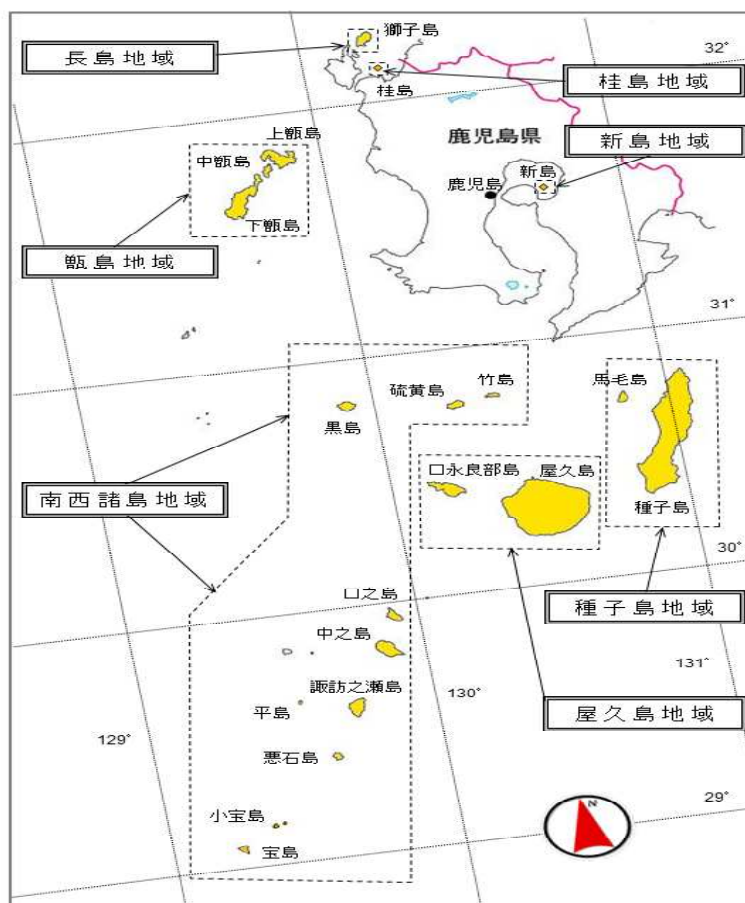 獅子島
長島地域
32°
桂島地域
桂島
上甑島
鹿児島県
新島地域
中甑島
新島
鹿児島
下甑島
甑島地域
31°
竹島
馬毛島
硫黄島
黒島
口永良部島
屋久島
南西諸島地域
種子島
30°
口之島
種子島地域
中之島
131°
諏訪之瀬島
130°
平島
屋久島地域
129°
悪石島
29°
N
小宝島
宝島